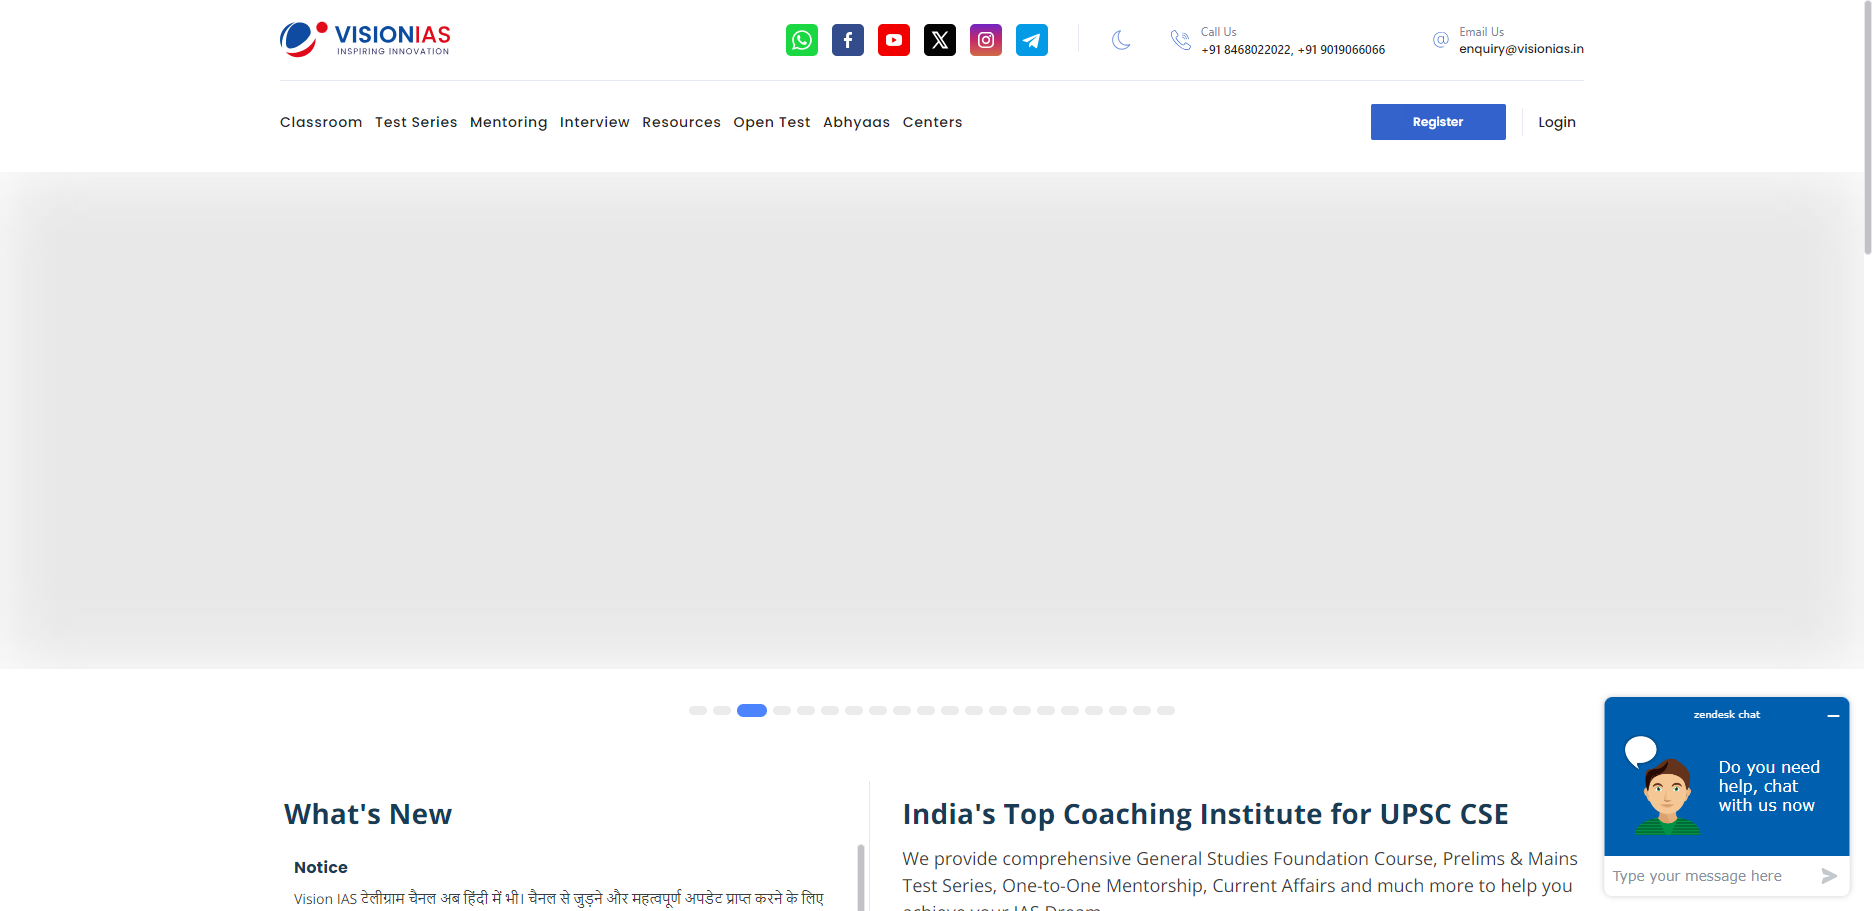 VISIONIAS
INSPIRING INNOVATION
Call Us
+91 8468022022, +91 9019066066
Email Us
enquiry@visionias.in
Classroom Test Series Mentoring Interview Resources Open Test Abhyaas Centers
Register
Login
What's New
Notice
Vision IAS टेलीग्राम चैनल अब हिंदी में भी। चैनल से जुड़ने और महत्वपूर्ण अपडेट प्राप्त करने के लिए
India's Top Coaching Institute for UPSC CSE
We provide comprehensive General Studies Foundation Course, Prelims & Mains
Test Series, One-to-One Mentorship, Current Affairs and much more to help you
achieve your IAS Dream
zendesk chat
Do you need
help, chat
with us now
Type your message here